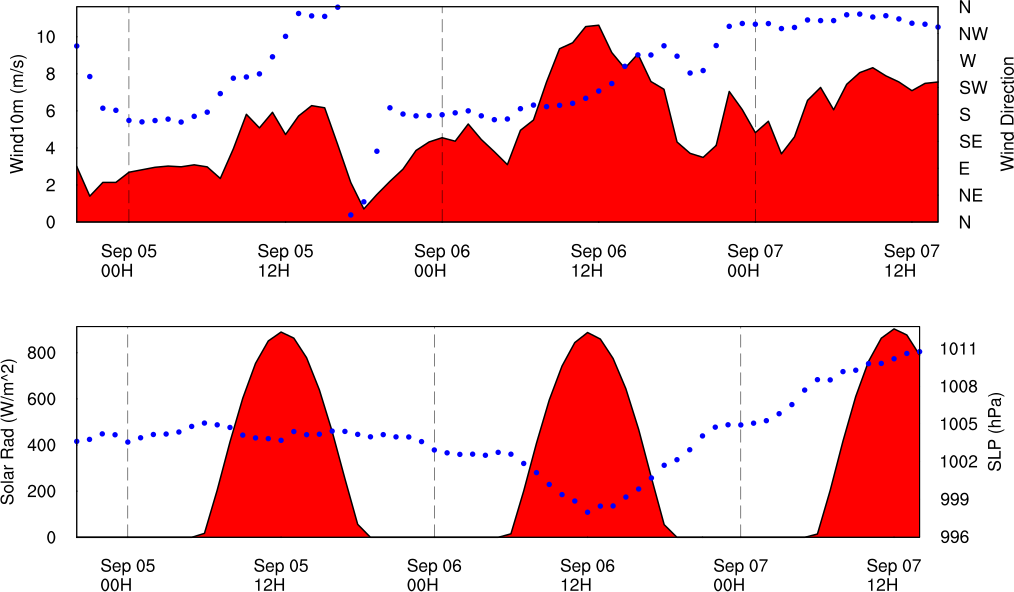 Wind10m (m/s)
10
8
6
4
2
0
N
NW
W
SW
S
SE
E
NE
N
Wind Direction
Sep 05 Sep 05 Sep 06 Sep 06 Sep 07 Sep 07
00H 12H 00H 12H 00H 12H
Solar Rad (W/m^2)
800
600
400
200
0
1011
1008
1005
1002
999
996
SLP (hPa)
Sep 05 Sep 05 Sep 06 Sep 06 Sep 07 Sep 07
00H 12H 00H 12H 00H 12H